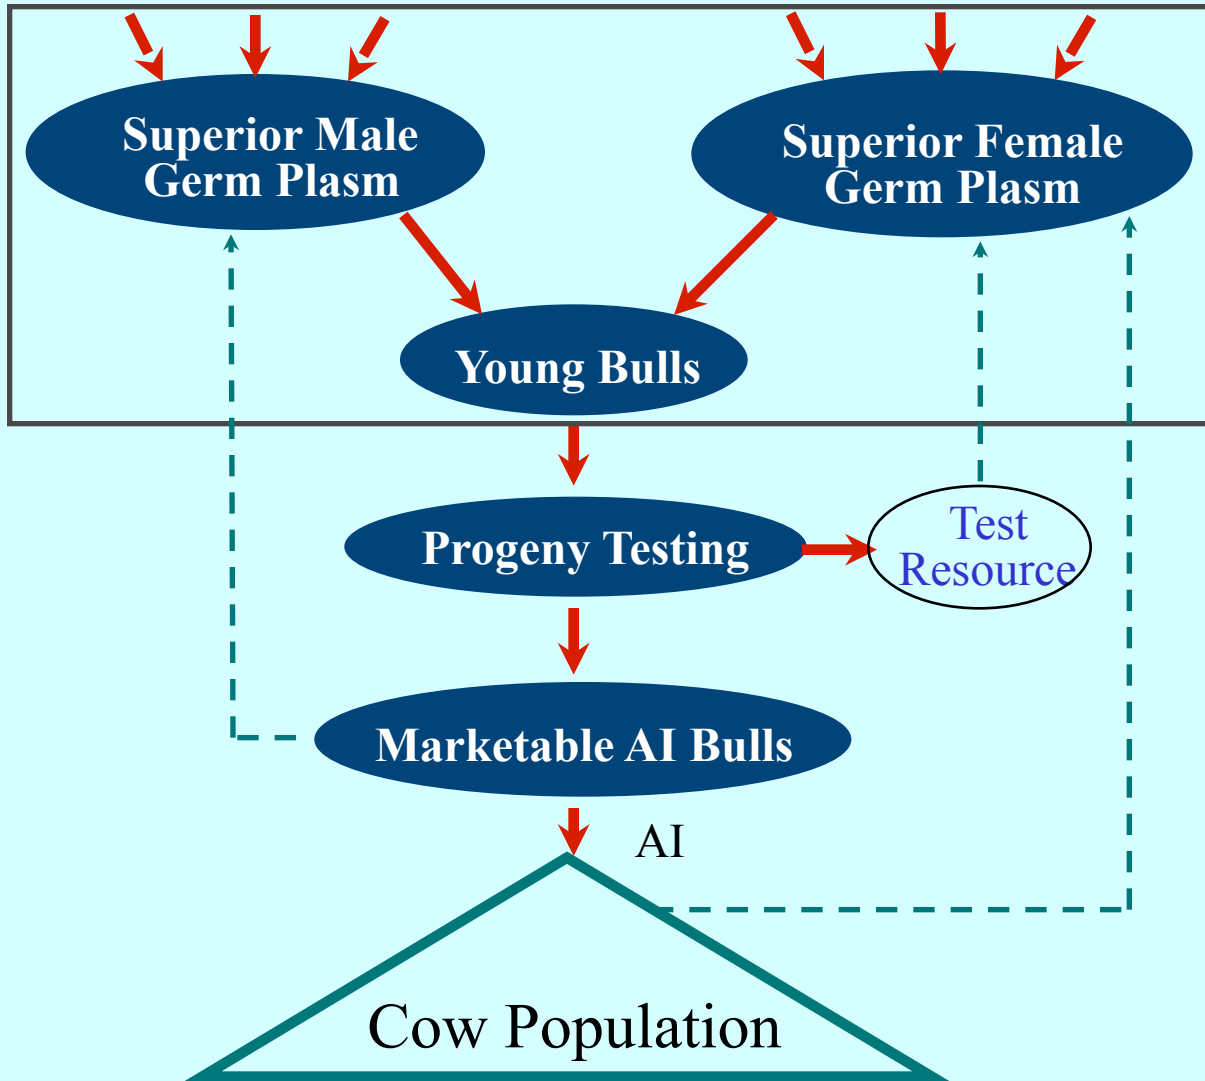 Superior Male
Germ Plasm
Superior Female
Germ Plasm
Young Bulls
Progeny Testing
Test
Resource
Marketable AI Bulls
AI
Cow Population